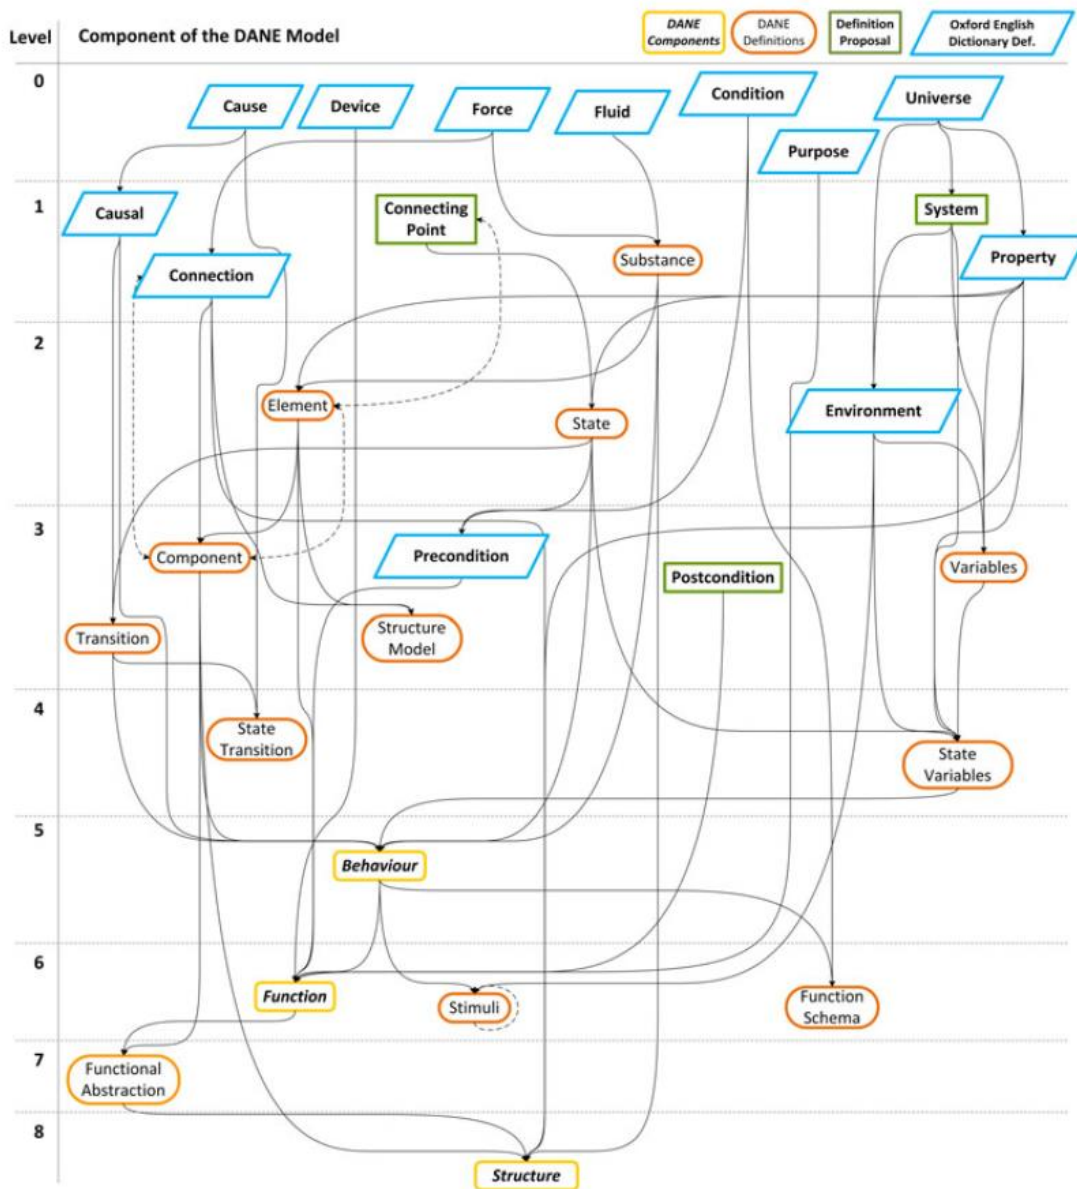 Level
Component of the DANE Model
DANE
Components
DANE
Definitions
Definition
Proposal
Oxford English
Dictionary Def.
0
Cause
Device
Force
Fluid
Condition
Universe
Purpose
1
Causal
Connecting
Point
System
Connection
Substance
Property
2
Element
State
Environment
3
Component
Precondition
Postcondition
Variables
Transition
Structure
Model
4
State
Transition
State
Variables
5
Behaviour
6
Function
Stimuli
Function
Schema
7
Functional
Abstraction
8
Structure